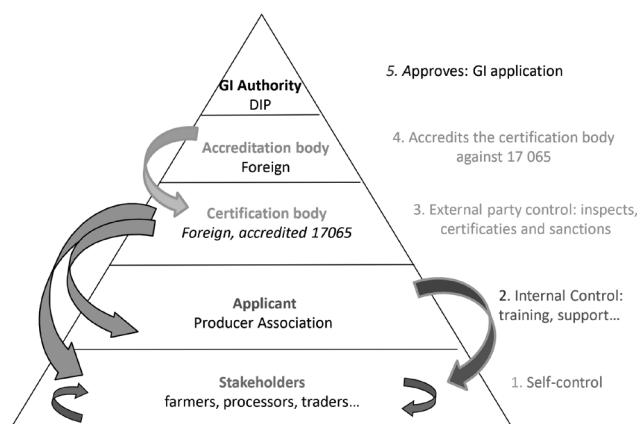 GI Authority
DIP
5. Approves: GI application
Accreditation body
Foreign
4. Accredits the certification body
against 17 065
Certification body
Foreign, accredited 17065
3. External party control: inspects,
certificaties and sanctions
Applicant
Producer Association
2. Internal Control:
training, support...
Stakeholders
farmers, processors, traders...
1. Self-control